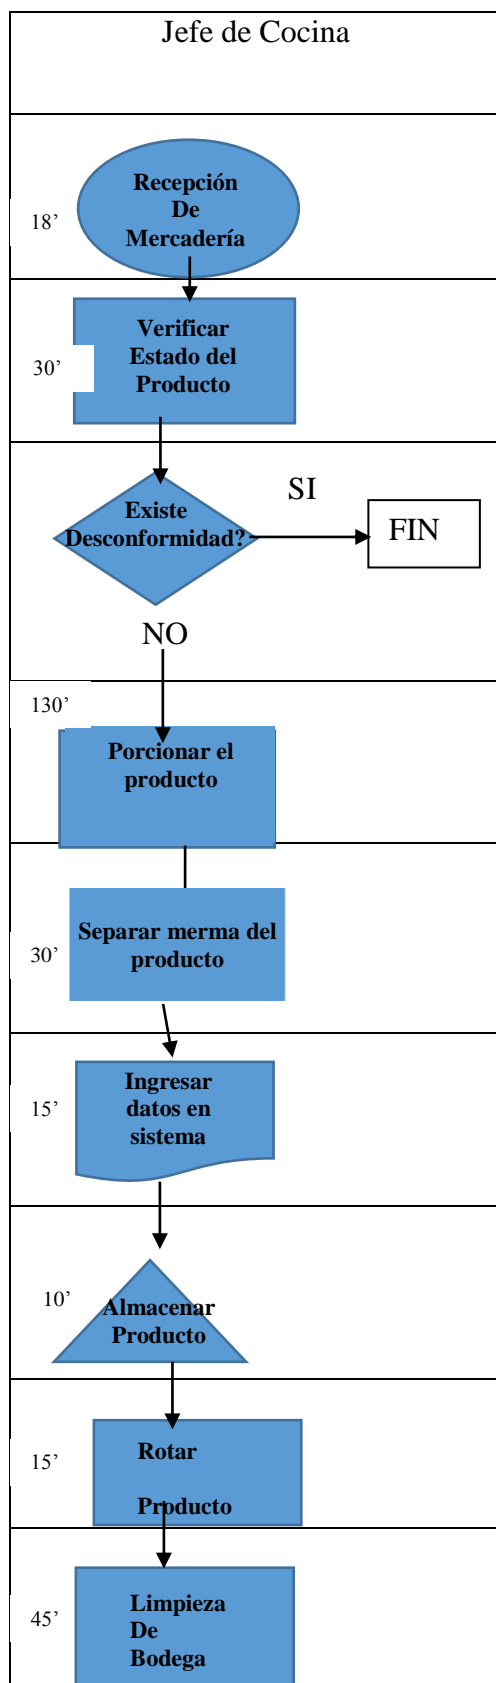 Jefe de Cocina
Recepción
De
Mercadería
18’
Verificar
Estado del
Producto
30’
Existe
Desconformidad?
SI
FIN
NO
130’
Porcionar el
producto
Separar merma del
producto
30’
Ingresar
datos en
sistema
15’
10’
Almacenar
Producto
Rotar
Producto
15’
Limpieza
De
Bodega
45’